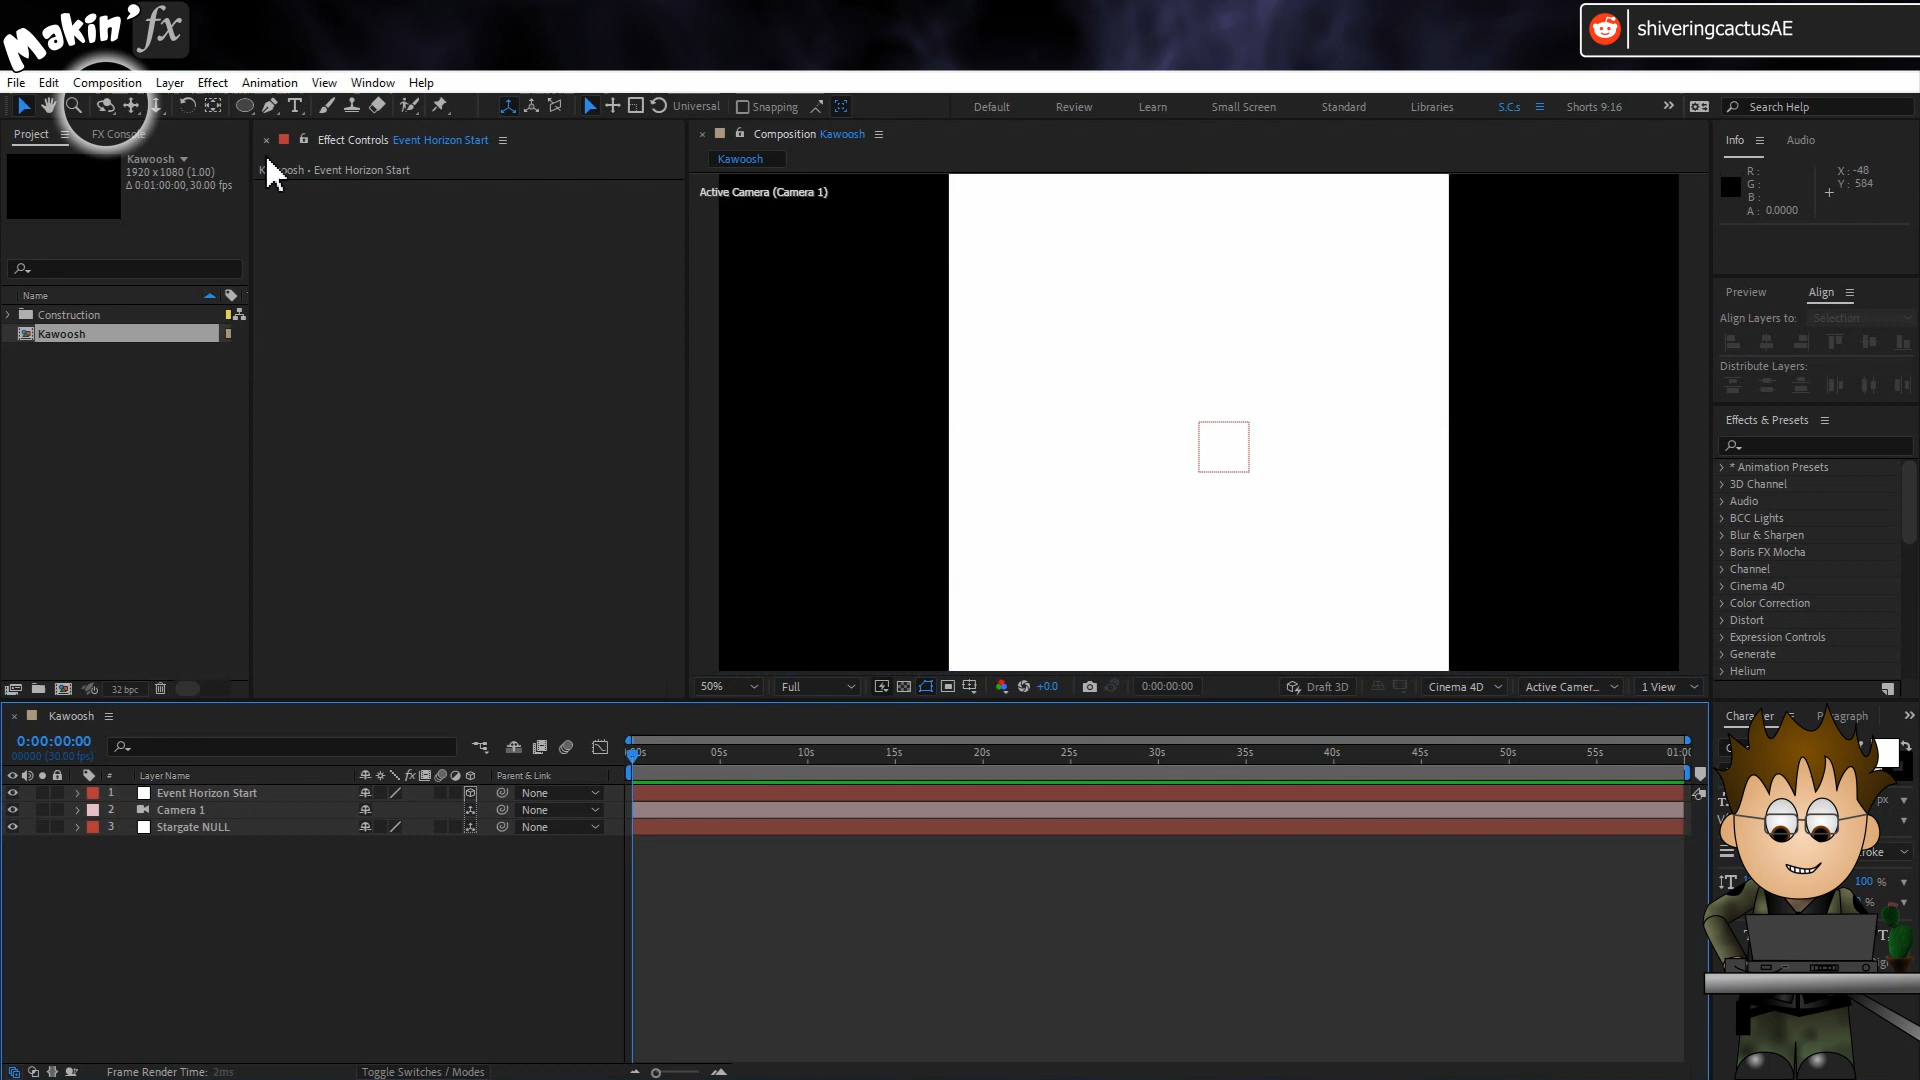 Makin' fx
shiveringcactusAE
File Edit Composition Layer Effect Animation View Window Help
Universal Snapping Default Review Learn Small Screen Standard Libraries S.C.s Shorts 9:16 Search Help
Project FX Console
Kawoosh
1920 x 1080 (1.00)
Δ 0:01:00:00, 30.00 fps
Name
Construction
Kawoosh
32 bpc
Effect Controls Event Horizon Start
• Event Horizon Start
Composition Kawoosh
Kawoosh
Active Camera (Camera 1)
50% Full +0.0 0:00:00:00 Draft 3D Cinema 4D Active Camer... 1 View
Info Audio
R : X : -48
G : Y : 584
B :
A : 0.0000
Preview Align
Align Layers to: Selection
Distribute Layers:
Effects & Presets
* Animation Presets
3D Channel
Audio
BCC Lights
Blur & Sharpen
Boris FX Mocha
Channel
Cinema 4D
Color Correction
Distort
Expression Controls
Generate
Helium
Character Paragraph
px
100 %
%
Kawoosh
0:00:00:00
00000 (30.00 fps)
05s 10s 15s 20s 25s 30s 35s 40s 45s 50s 55s
# Layer Name fx Parent & Link
1 Event Horizon Start None
2 Camera 1 None
3 Stargate NULL None
Frame Render Time: 2ms Toggle Switches / Modes